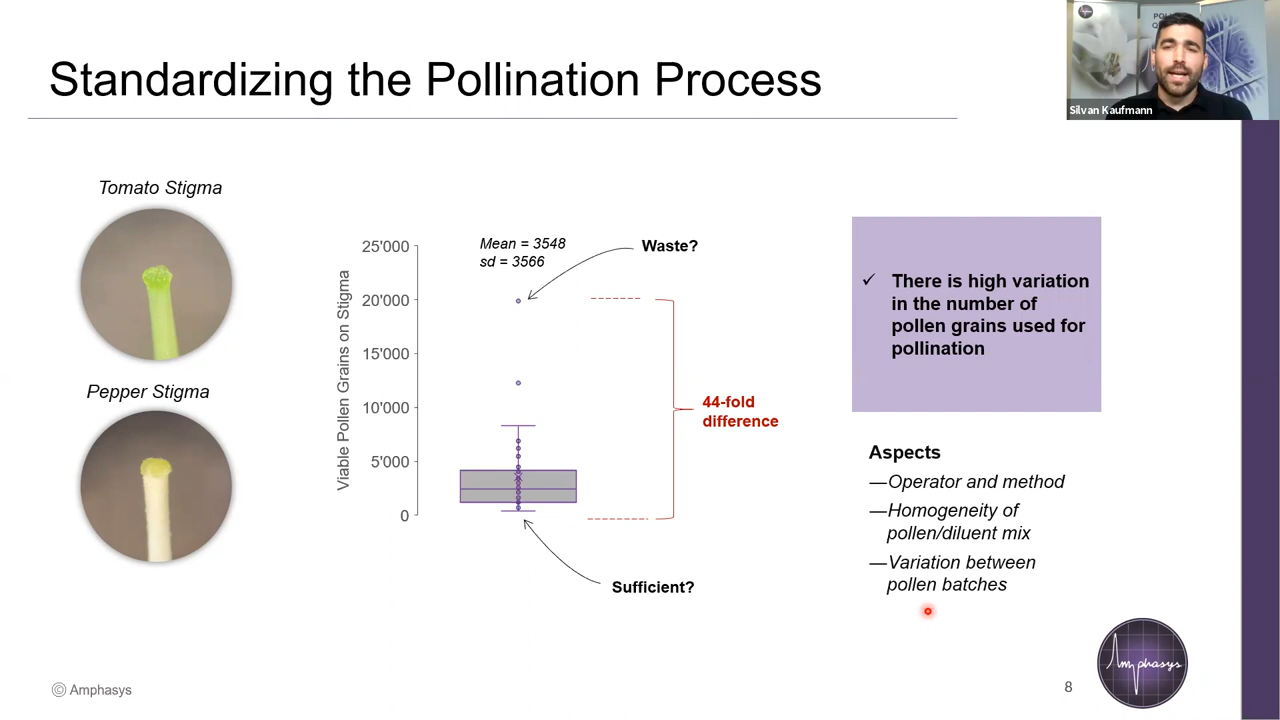 Standardizing the Pollination Process
Silvan Kaufmann
Tomato Stigma
Pepper Stigma
Viable Pollen Grains on Stigma
25'000
20'000
15'000
10'000
5'000
0
Mean = 3548
sd = 3566
Waste?
44-fold
difference
Sufficient?
✓ There is high variation
in the number of
pollen grains used for
pollination
Aspects
—Operator and method
—Homogeneity of
pollen/diluent mix
—Variation between
pollen batches
© Amphasys
8
Amphasys